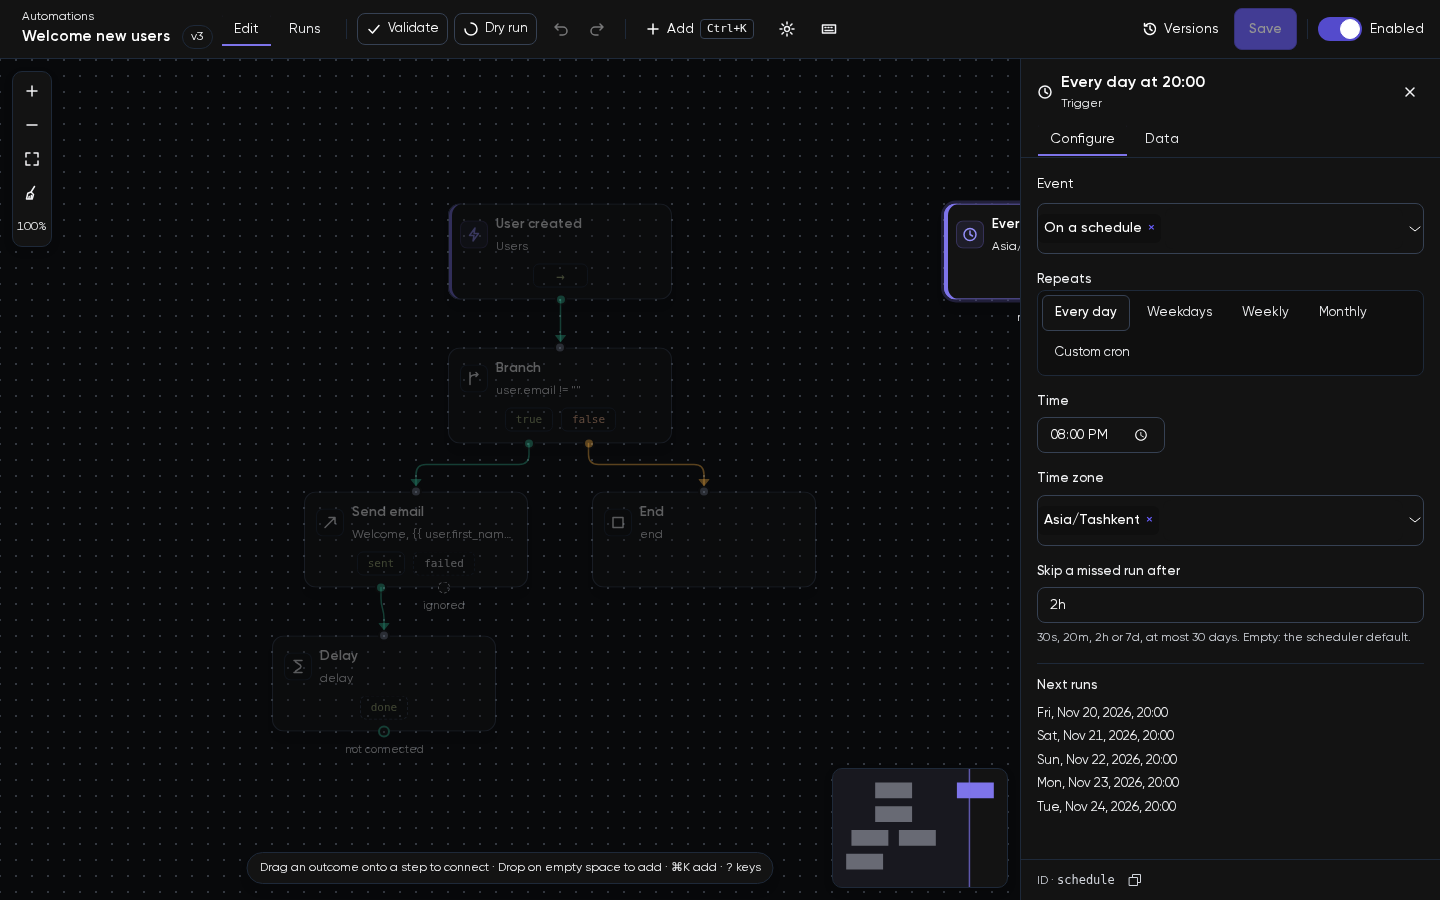 Automations
Welcome new users
v3
Edit
Runs
Validate
Dry run
Add
Ctrl+K
Versions
Save
Enabled
100%
User created
Users
→
Branch
user.email != ""
true
false
Send email
Welcome, {{ user.first_nam...
sent
failed
ignored
End
end
Delay
delay
done
not connected
Ever
Asia/
Drag an outcome onto a step to connect · Drop on empty space to add · ⌘K add · ? keys
Every day at 20:00
Trigger
Configure
Data
Event
On a schedule ×
Repeats
Every day
Weekdays
Weekly
Monthly
Custom cron
Time
08:00 PM
Time zone
Asia/Tashkent ×
Skip a missed run after
2h
30s, 20m, 2h or 7d, at most 30 days. Empty: the scheduler default.
Next runs
Fri, Nov 20, 2026, 20:00
Sat, Nov 21, 2026, 20:00
Sun, Nov 22, 2026, 20:00
Mon, Nov 23, 2026, 20:00
Tue, Nov 24, 2026, 20:00
ID · schedule